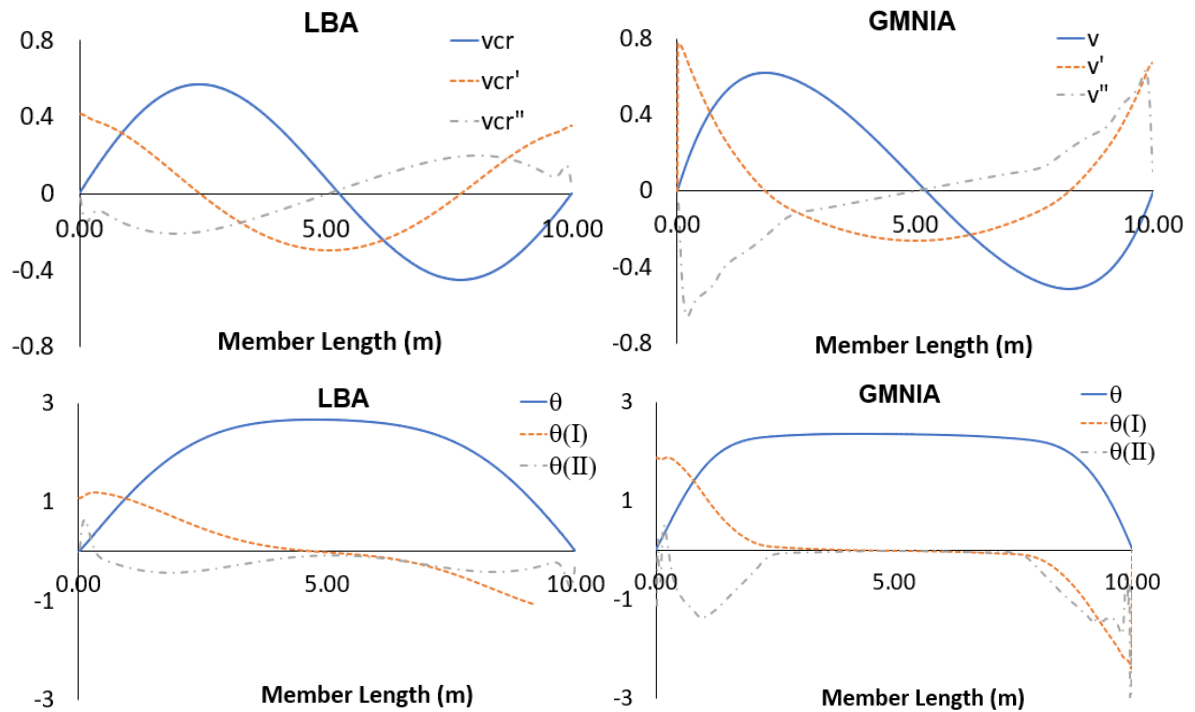 LBA
0.8
0.4
0
-0.4
-0.8
0.00
5.00
10.00
vcr
vcr'
vcr"
Member Length (m)
GMNIA
0.8
0.4
0
-0.4
-0.8
0.00
5.00
10.00
v
v'
v"
Member Length (m)
LBA
3
1
-1
-3
0.00
5.00
10.00
θ
θ(I)
θ(II)
Member Length (m)
GMNIA
3
1
-1
-3
0.00
5.00
10.00
θ
θ(I)
θ(II)
Member Length (m)